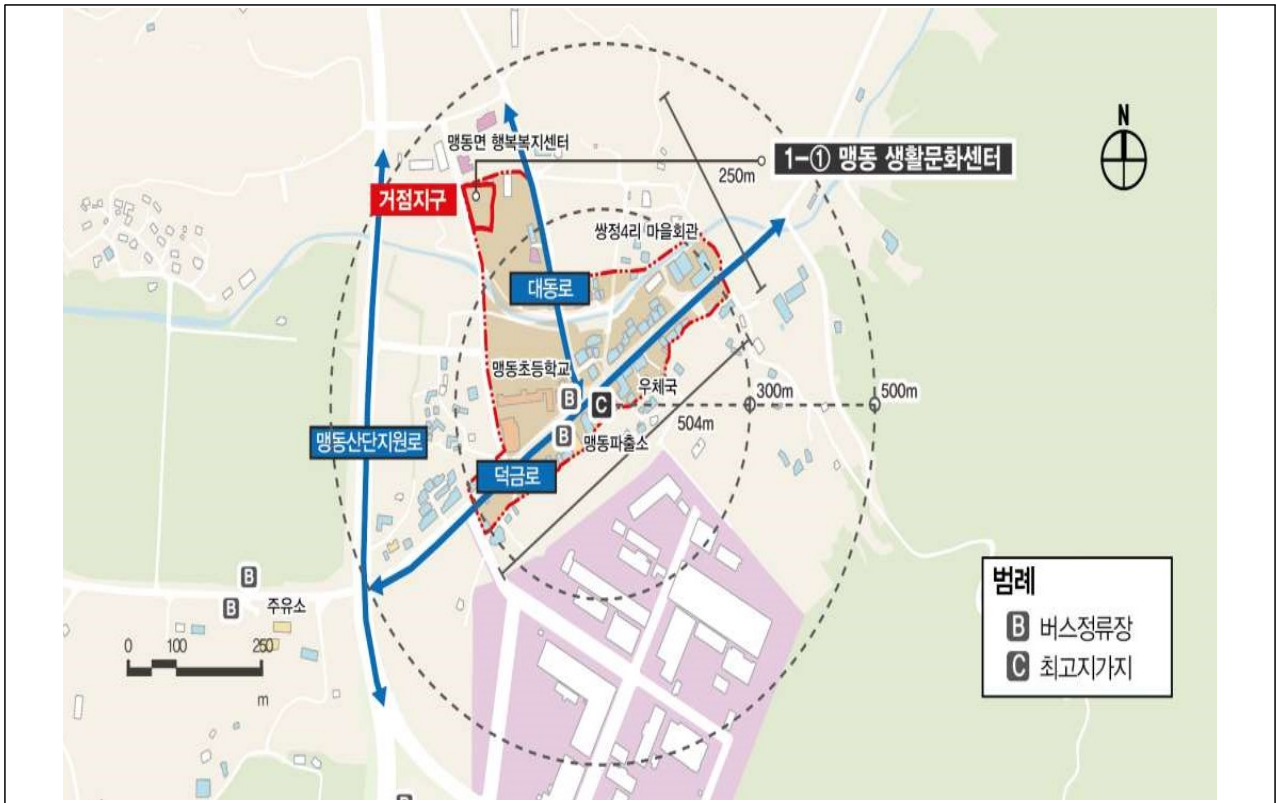 N
맹동면 행복복지센터
1-① 맹동 생활문화센터
250m
거점지구
쌍정4리 마을회관
대동로
맹동초등학교
우체국
B
C
300m
500m
504m
B
맹동파출소
맹동산단지원로
덕금로
B
B
주유소
0 100 250
m
범례
B 버스정류장
C 최고지가지
B